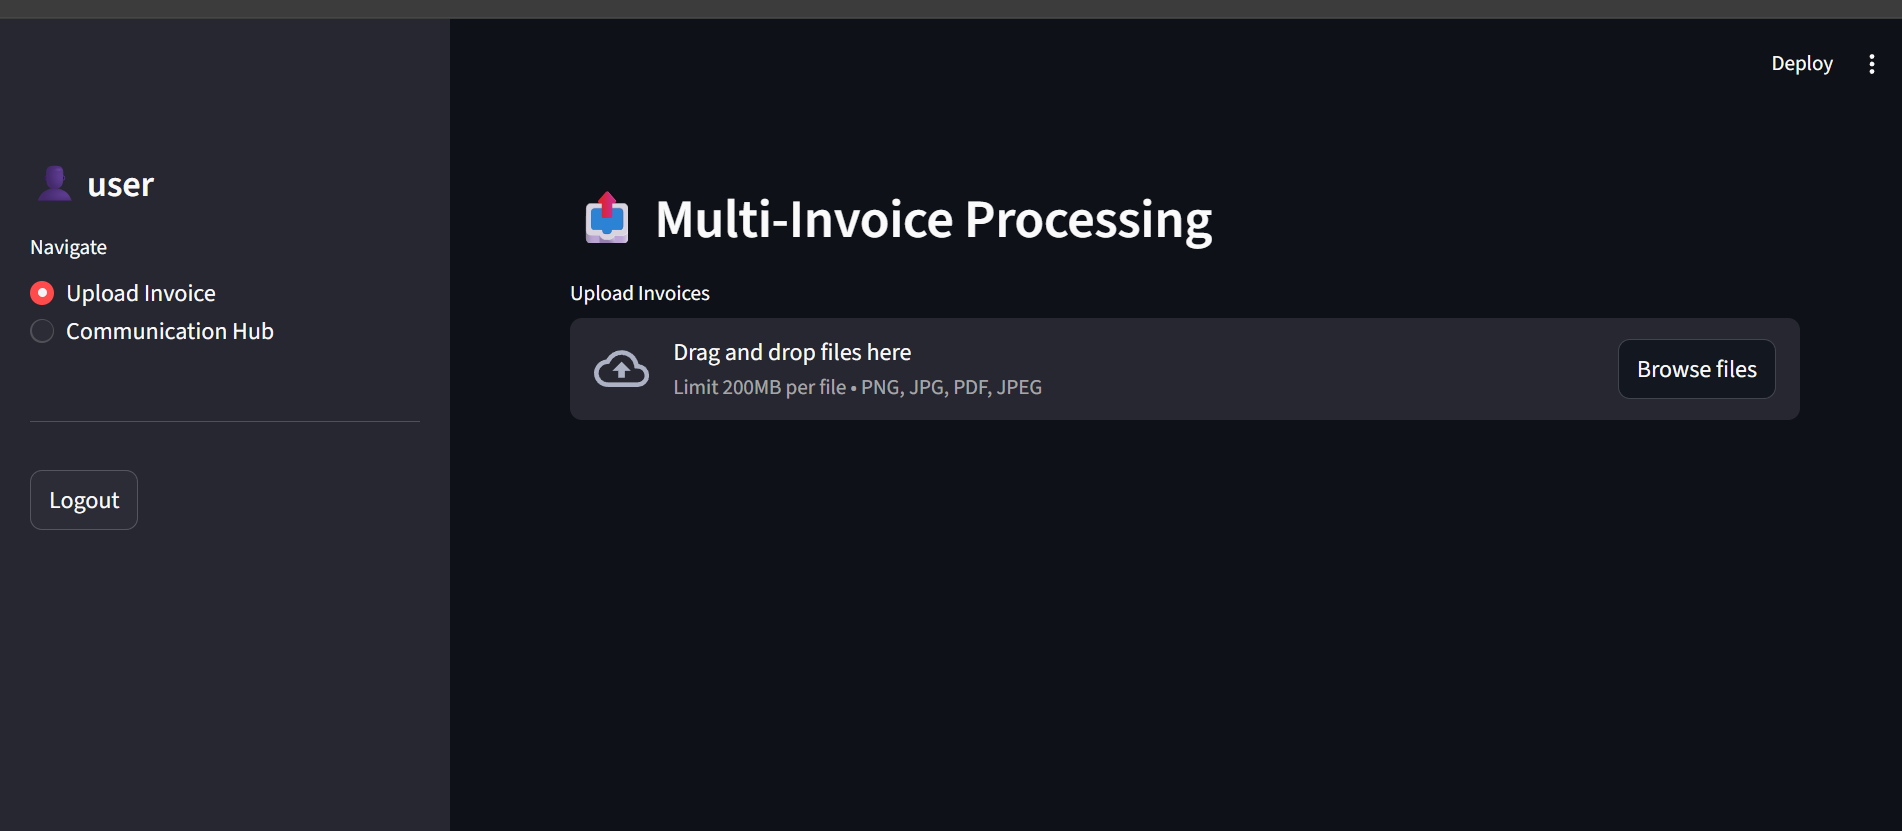 Deploy
user
Navigate
Upload Invoice
Communication Hub
Logout
Multi-Invoice Processing
Upload Invoices
Drag and drop files here
Limit 200MB per file • PNG, JPG, PDF, JPEG
Browse files